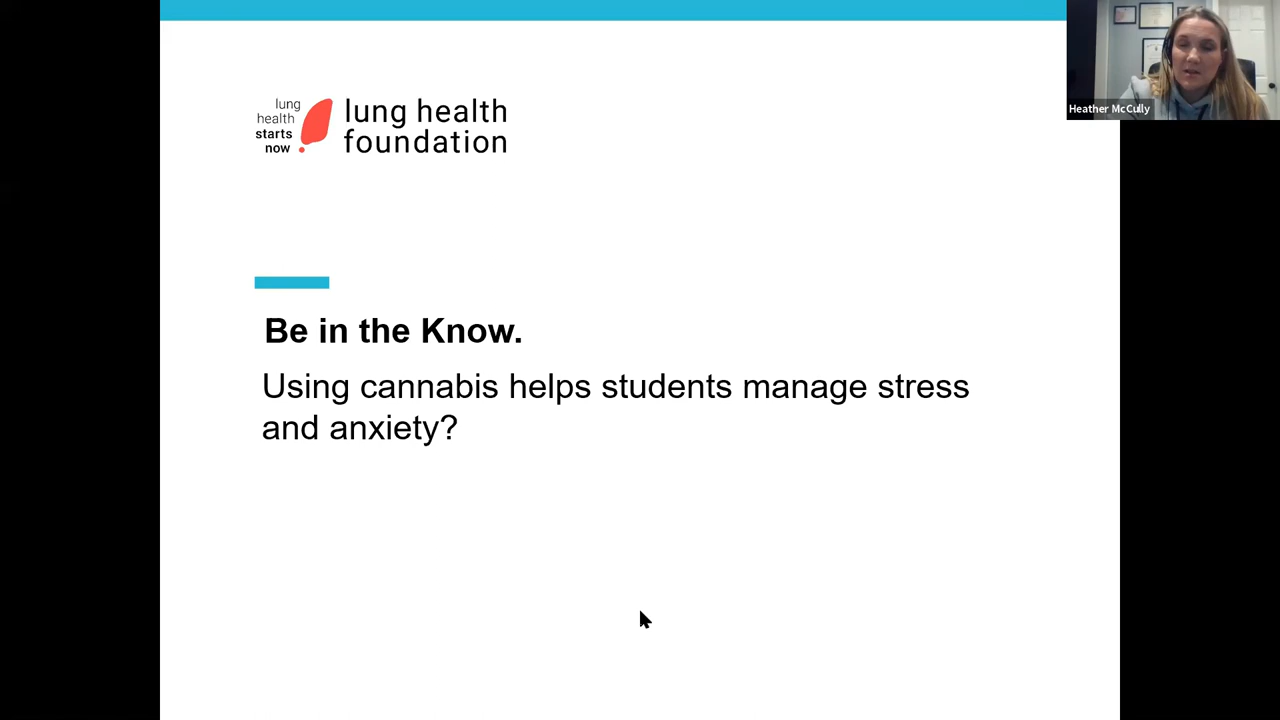 lung
health
starts
now
lung health
foundation
Heather McCully
Be in the Know.
Using cannabis helps students manage stress
and anxiety?